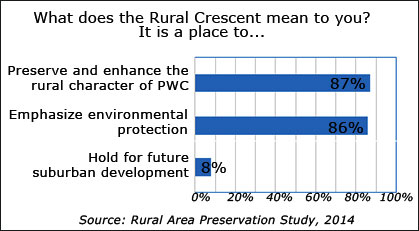 What does the Rural Crescent mean to you?
It is a place to...
Preserve and enhance the
rural character of PWC
87%
Emphasize environmental
protection
86%
Hold for future
suburban development
8%
0% 20% 40% 60% 80% 100%
Source: Rural Area Preservation Study, 2014